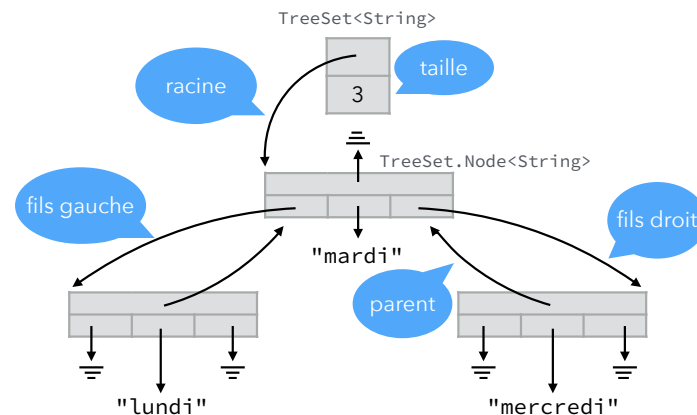 TreeSet<String>
racine
taille
3
TreeSet.Node<String>
fils gauche
fils droit
"mardi"
parent
"lundi"
"mercredi"